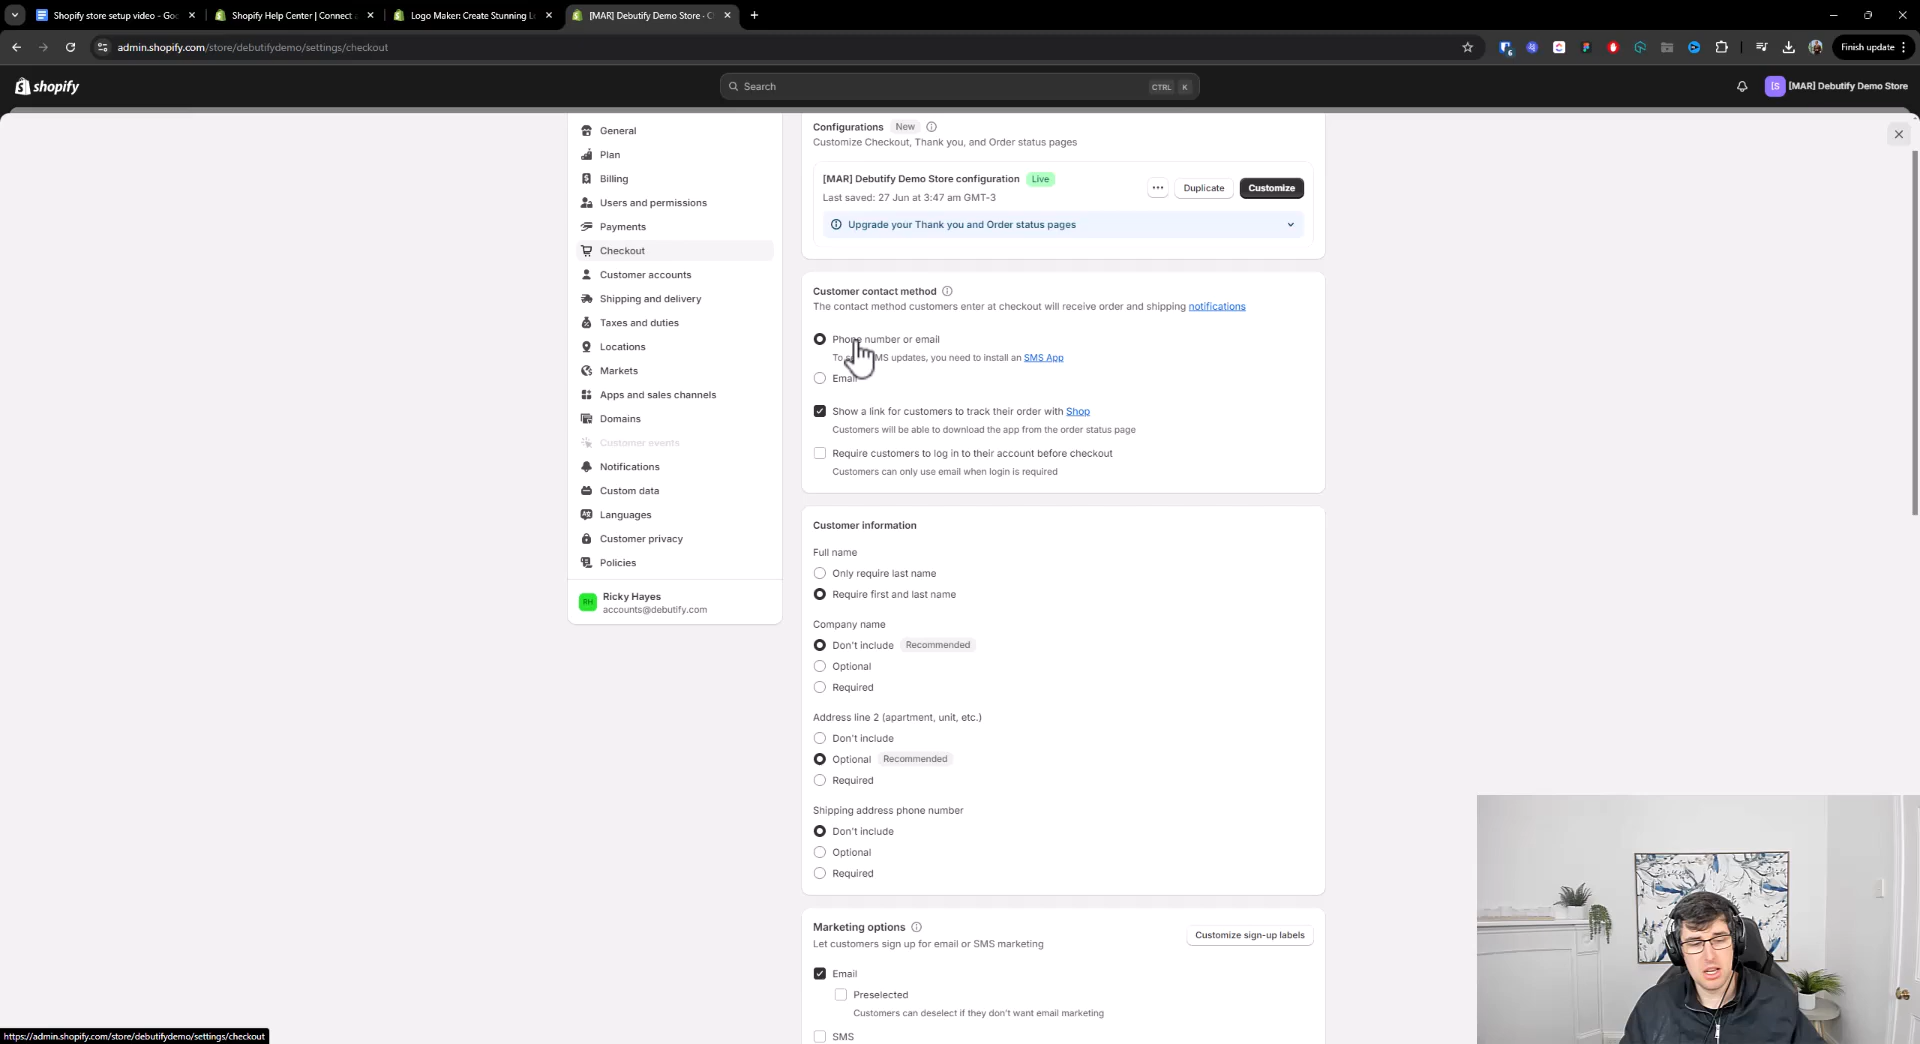 Shopify store setup video - Goo
Shopify Help Center | Connect a
Logo Maker: Create Stunning Lo
[MAR] Debutify Demo Store · C
admin.shopify.com/store/debutifydemo/settings/checkout
Finish update
shopify
Search
CTRL K
[S
[MAR] Debutify Demo Store
General
Plan
Billing
Users and permissions
Payments
Checkout
Customer accounts
Shipping and delivery
Taxes and duties
Locations
Markets
Apps and sales channels
Domains
Customer events
Notifications
Custom data
Languages
Customer privacy
Policies
RH
Ricky Hayes
accounts@debutify.com
Configurations New
Customize Checkout, Thank you, and Order status pages
[MAR] Debutify Demo Store configuration Live
Last saved: 27 Jun at 3:47 am GMT-3
Duplicate
Customize
Upgrade your Thank you and Order status pages
Customer contact method
The contact method customers enter at checkout will receive order and shipping notifications
Phone number or email
To MS updates, you need to install an SMS App
Email
Show a link for customers to track their order with Shop
Customers will be able to download the app from the order status page
Require customers to log in to their account before checkout
Customers can only use email when login is required
Customer information
Full name
Only require last name
Require first and last name
Company name
Don't include Recommended
Optional
Required
Address line 2 (apartment, unit, etc.)
Don't include
Optional Recommended
Required
Shipping address phone number
Don't include
Optional
Required
Marketing options
Let customers sign up for email or SMS marketing
Customize sign-up labels
Email
Preselected
Customers can deselect if they don't want email marketing
SMS
https://admin.shopify.com/store/debutifydemo/settings/checkout